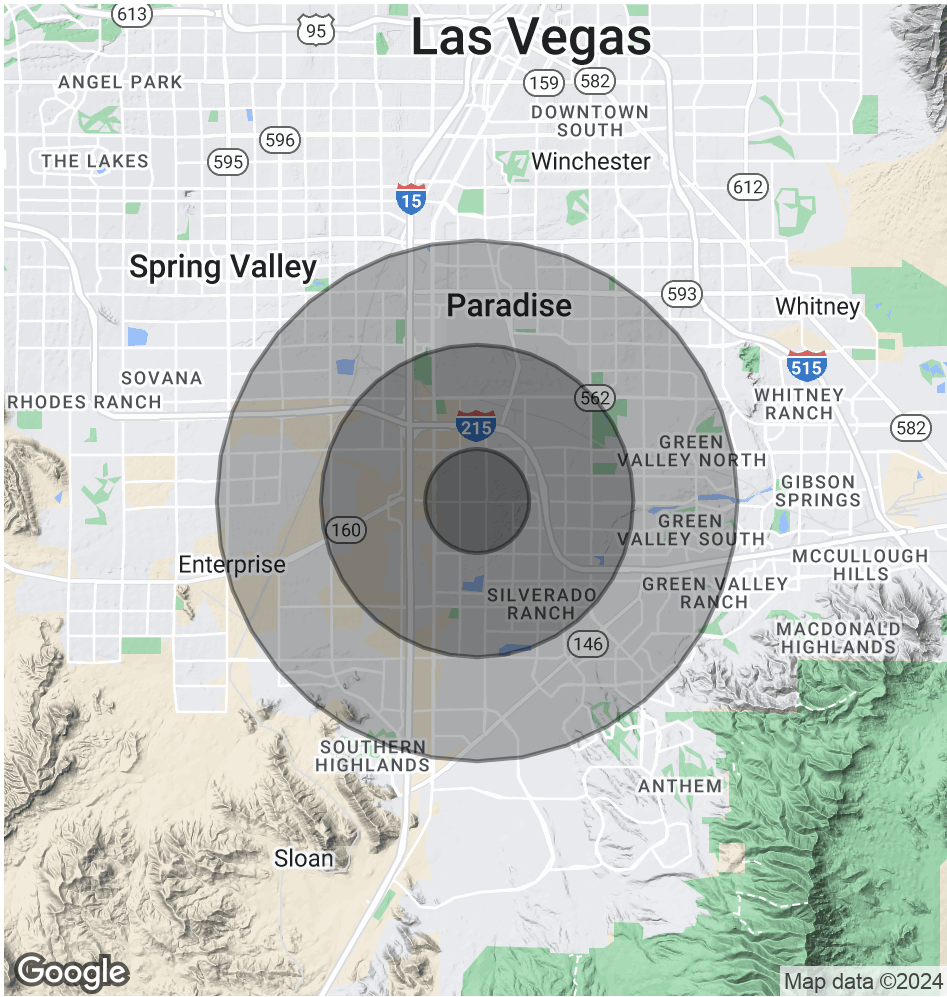 613
95
Las Vegas
ANGEL PARK
159
582
DOWNTOWN
SOUTH
596
THE LAKES
595
Winchester
612
15
Spring Valley
593
Paradise
Whitney
515
SOVANA
RHODES RANCH
562
WHITNEY
RANCH
215
582
GREEN
VALLEY NORTH
GIBSON
SPRINGS
160
GREEN
VALLEY SOUTH
Enterprise
MCCULLOUGH
HILLS
SILVERADO
RANCH
GREEN VALLEY
RANCH
146
MACDONALD
HIGHLANDS
SOUTHERN
HIGHLANDS
ANTHEM
Sloan
Google
Map data ©2024